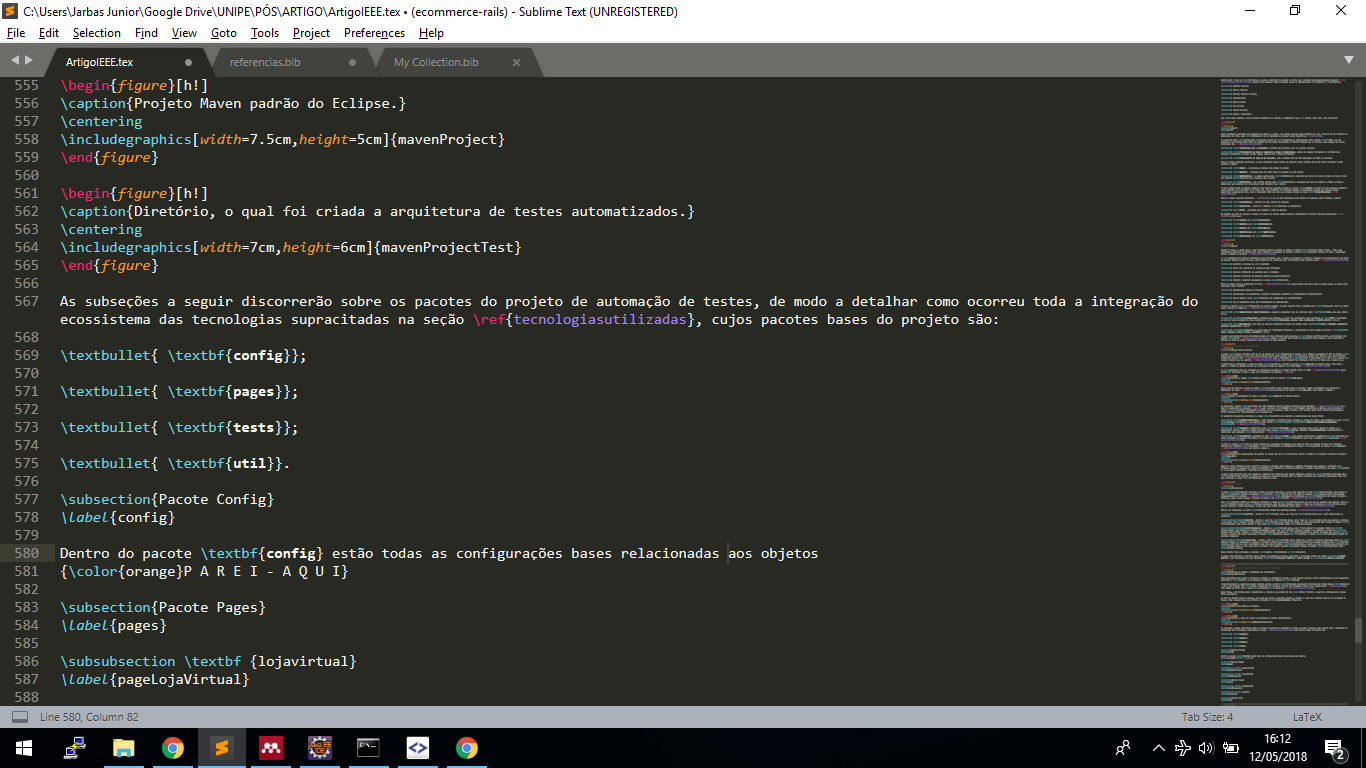 C:\Users\Jarbas Junior\Google Drive\UNIPE\PÓS\ARTIGO\ArtigoIEEE.tex • (ecommerce-rails) - Sublime Text (UNREGISTERED)
File Edit Selection Find View Goto Tools Project Preferences Help
ArtigoIEEE.tex referencias.bib My Collection.bib
555 \begin{figure}[h!]
556 \caption{Projeto Maven padrão do Eclipse.}
557 \centering
558 \includegraphics[width=7.5cm,height=5cm]{mavenProject}
559 \end{figure}
560
561 \begin{figure}[h!]
562 \caption{Diretório, o qual foi criada a arquitetura de testes automatizados.}
563 \centering
564 \includegraphics[width=7cm,height=6cm]{mavenProjectTest}
565 \end{figure}
566
567 As subseções a seguir discorrerão sobre os pacotes do projeto de automação de testes, de modo a detalhar como ocorreu toda a integração do
ecossistema das tecnologias supracitadas na seção \ref{tecnologiasutilizadas}, cujos pacotes bases do projeto são:
568
569 \textbullet{ \textbf{config}};
570
571 \textbullet{ \textbf{pages}};
572
573 \textbullet{ \textbf{tests}};
574
575 \textbullet{ \textbf{util}}.
576
577 \subsection{Pacote Config}
578 \label{config}
579
580 Dentro do pacote \textbf{config} estão todas as configurações bases relacionadas aos objetos
581 {\color{orange}P A R E I - A Q U I}
582
583 \subsection{Pacote Pages}
584 \label{pages}
585
586 \subsubsection \textbf {lojavirtual}
587 \label{pageLojaVirtual}
588
Line 580, Column 82 Tab Size: 4 LaTeX
16:12
12/05/2018
2